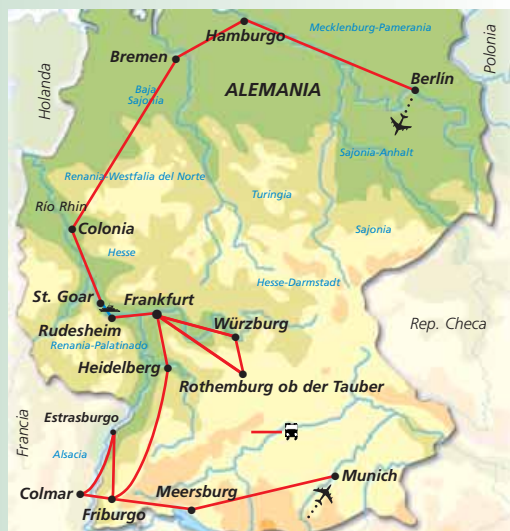 Hamburgo
Mecklenburg-Pamerania
Bremen
Polonia
Holanda
Baja
Sajonia
ALEMANIA
Berlín
Sajonia-Anhalt
Renania-Westfalia del Norte
Turingia
Río Rhin
Colonia
Sajonia
Hesse
Hesse-Darmstadt
St. Goar
Frankfurt
Rudesheim
Würzburg
Rep. Checa
Renania-Palatinado
Heidelberg
Rothemburg ob der Tauber
Francia
Estrasburgo
Alsacia
Colmar
Meersburg
Munich
Friburgo